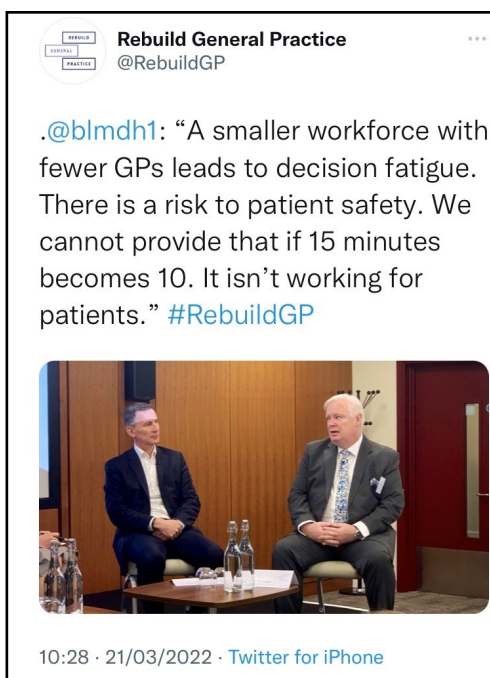 REBUILD
GENERAL
PRACTICE
Rebuild General Practice
@RebuildGP
.@blmdh1: “A smaller workforce with
fewer GPs leads to decision fatigue.
There is a risk to patient safety. We
cannot provide that if 15 minutes
becomes 10. It isn’t working for
patients.” #RebuildGP
10:28 · 21/03/2022 · Twitter for iPhone